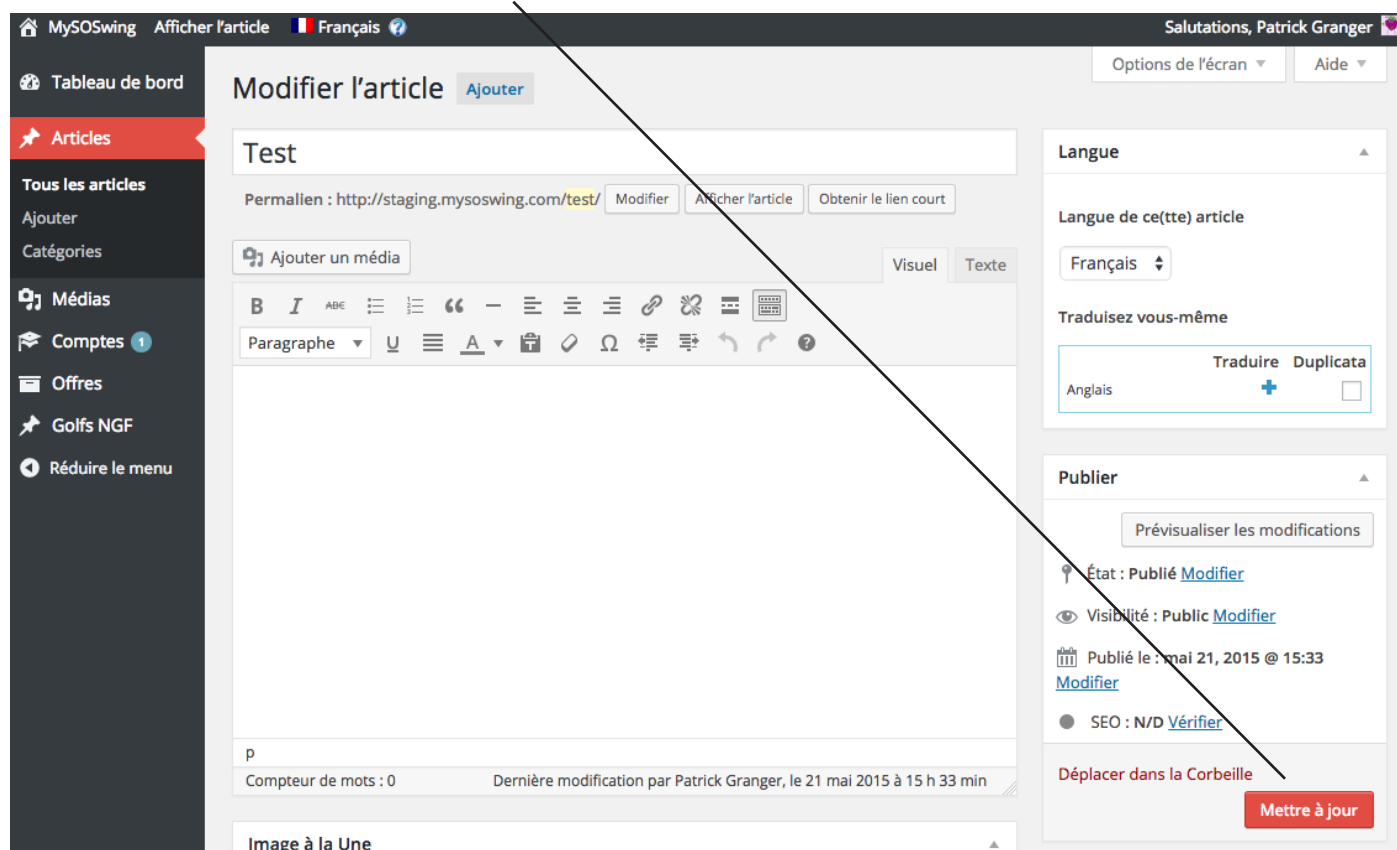 MySOSwing Afficher l'article Français Salutations, Patrick Granger
Options de l'écran Aide
Tableau de bord
Articles
Tous les articles
Ajouter
Catégories
Médias
Comptes 1
Offres
Golfs NGF
Réduire le menu
Modifier l'article Ajouter
Test
Permalien : http://staging.mysoswing.com/test/ Modifier Afficher l'article Obtenir le lien court
Ajouter un média
Visuel Texte
B I ABE
Paragraphe U A Ω
p
Compteur de mots : 0 Dernière modification par Patrick Granger, le 21 mai 2015 à 15 h 33 min
Image à la Une
Langue
Langue de ce(tte) article
Français
Traduisez vous-même
Traduire Duplicata
Anglais
Publier
Prévisualiser les modifications
État : Publié Modifier
Visibilité : Public Modifier
Publié le : mai 21, 2015 @ 15:33
Modifier
SEO : N/D Vérifier
Déplacer dans la Corbeille
Mettre à jour